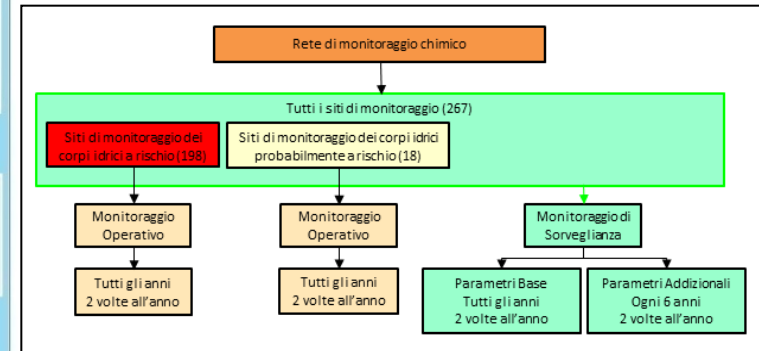 Rete di monitoraggio chimico
Tutti i siti di monitoraggio (267)
Siti di monitoraggio dei
corpi idrici a rischio (198)
Siti di monitoraggio dei corpi idrici
probabilmente a rischio (18)
Monitoraggio
Operativo
Monitoraggio
Operativo
Monitoraggio di
Sorveglianza
Tutti gli anni
2 volte all'anno
Tutti gli anni
2 volte all'anno
Parametri Base
Tutti gli anni
2 volte all'anno
Parametri Addizionali
Ogni 6 anni
2 volte all'anno